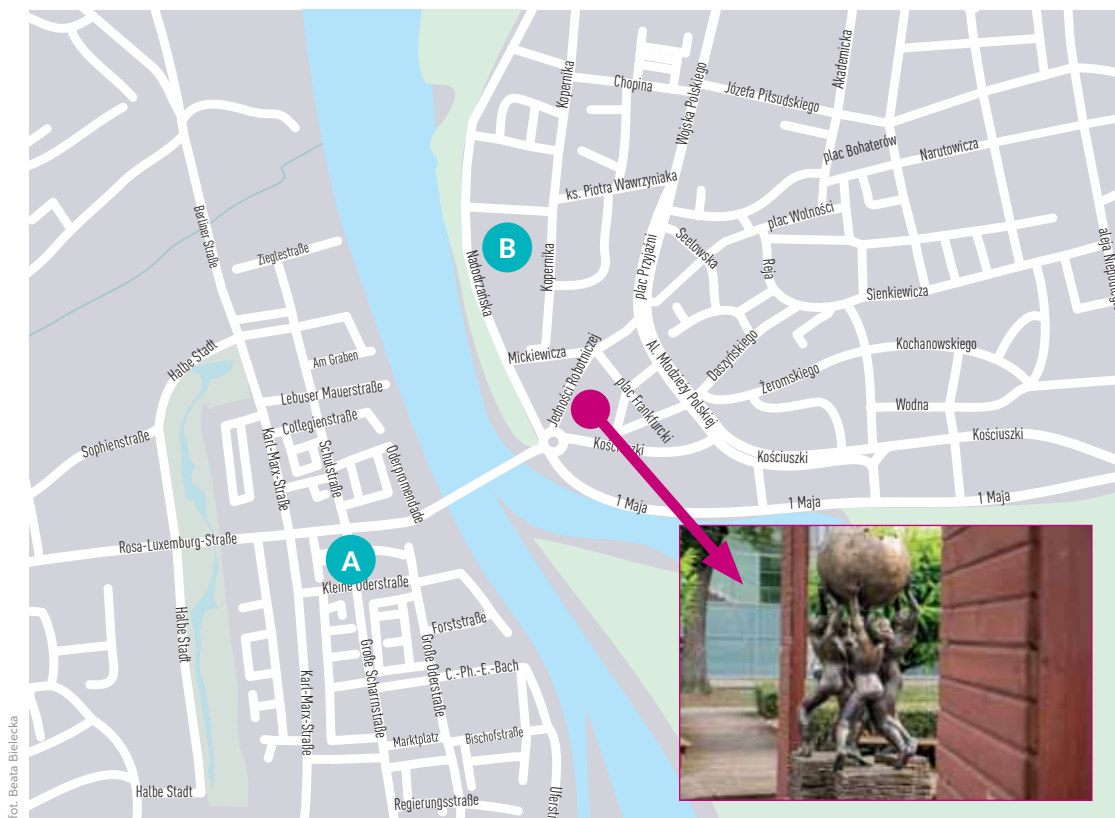 Kopernika
Chopina
Wojska Polskiego
Józefa Piłsudskiego
Akademicka
plac Bohaterów
Narutowicza
ks. Piotra Wawrzyniaka
plac Wolności
Berliner Straße
Zieglestraße
B
Nadodrzańska
Kopernika
plac Przyjaźni
Seelowska
Reja
Sienkiewicza
Halbe Stadt
Am Graben
Mickiewicza
Jedności Robotniczej
Al. Młodzieży Polskiej
Daszyńskiego
Kochanowskiego
Żeromskiego
Lebuser Mauerstraße
Collegienstraße
plac Frankfurcki
Wodna
Sophienstraße
Karl-Marx-Straße
Schulstraße
Oderpromendade
Kościuszki
Kościuszki
Kościuszki
1 Maja
1 Maja
1 Maja
Rosa-Luxemburg-Straße
A
Kleine Oderstraße
Halbe Stadt
Forststraße
Große Scharrnstraße
Große Oderstraße
C.-Ph.-E.-Bach
Karl-Marx-Straße
Marktplatz
Bischofstraße
Halbe Stadt
Regierungsstraße
fot. Beata Bielecka